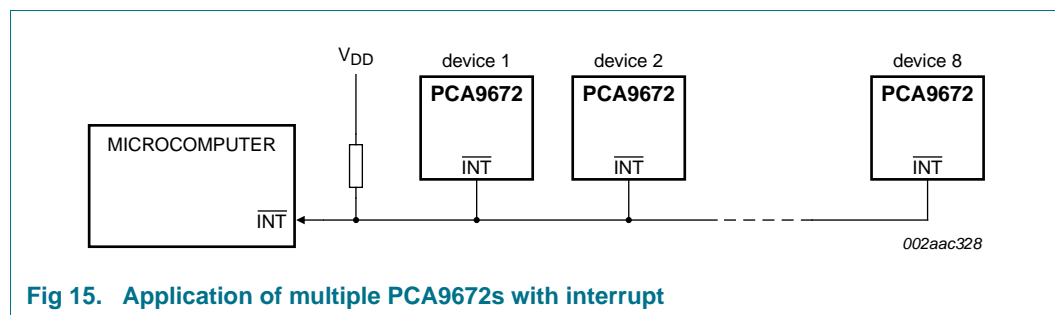 V_DD
device 1
device 2
device 8
PCA9672
PCA9672
PCA9672
MICROCOMPUTER
INT
INT
INT
INT
002aac328
Fig 15. Application of multiple PCA9672s with interrupt